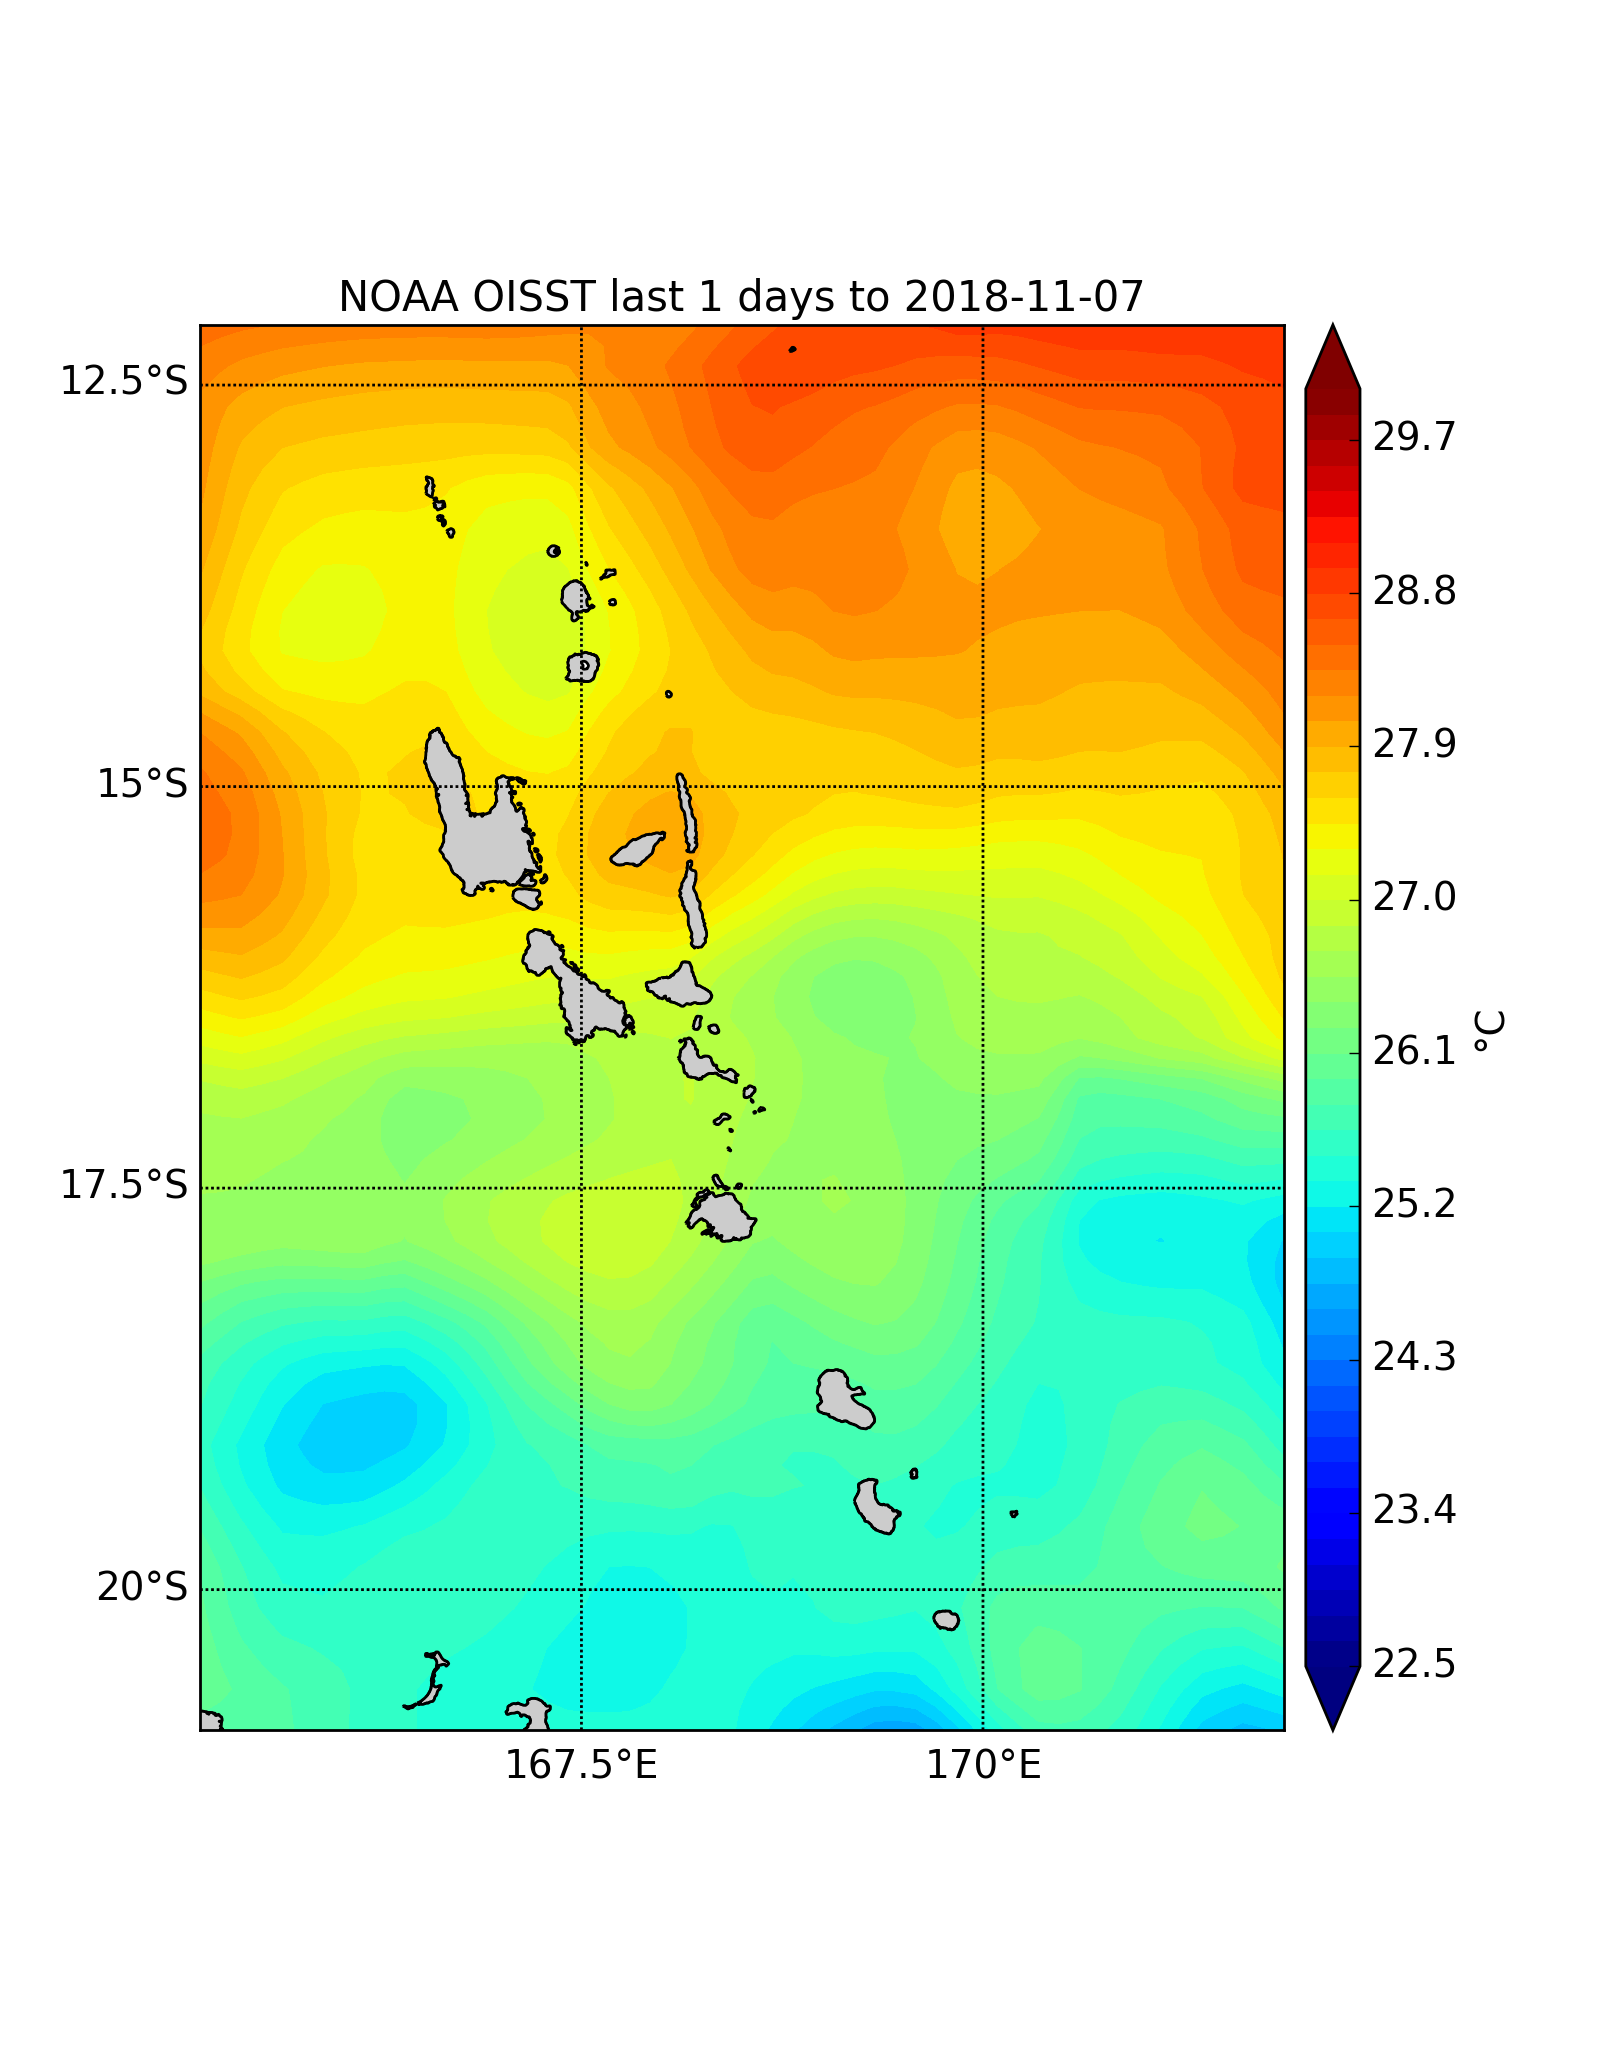 NOAA OISST last 1 days to 2018-11-07
12.5°S
15°S
17.5°S
20°S
167.5°E
170°E
29.7
28.8
27.9
27.0
26.1
25.2
24.3
23.4
22.5
°C